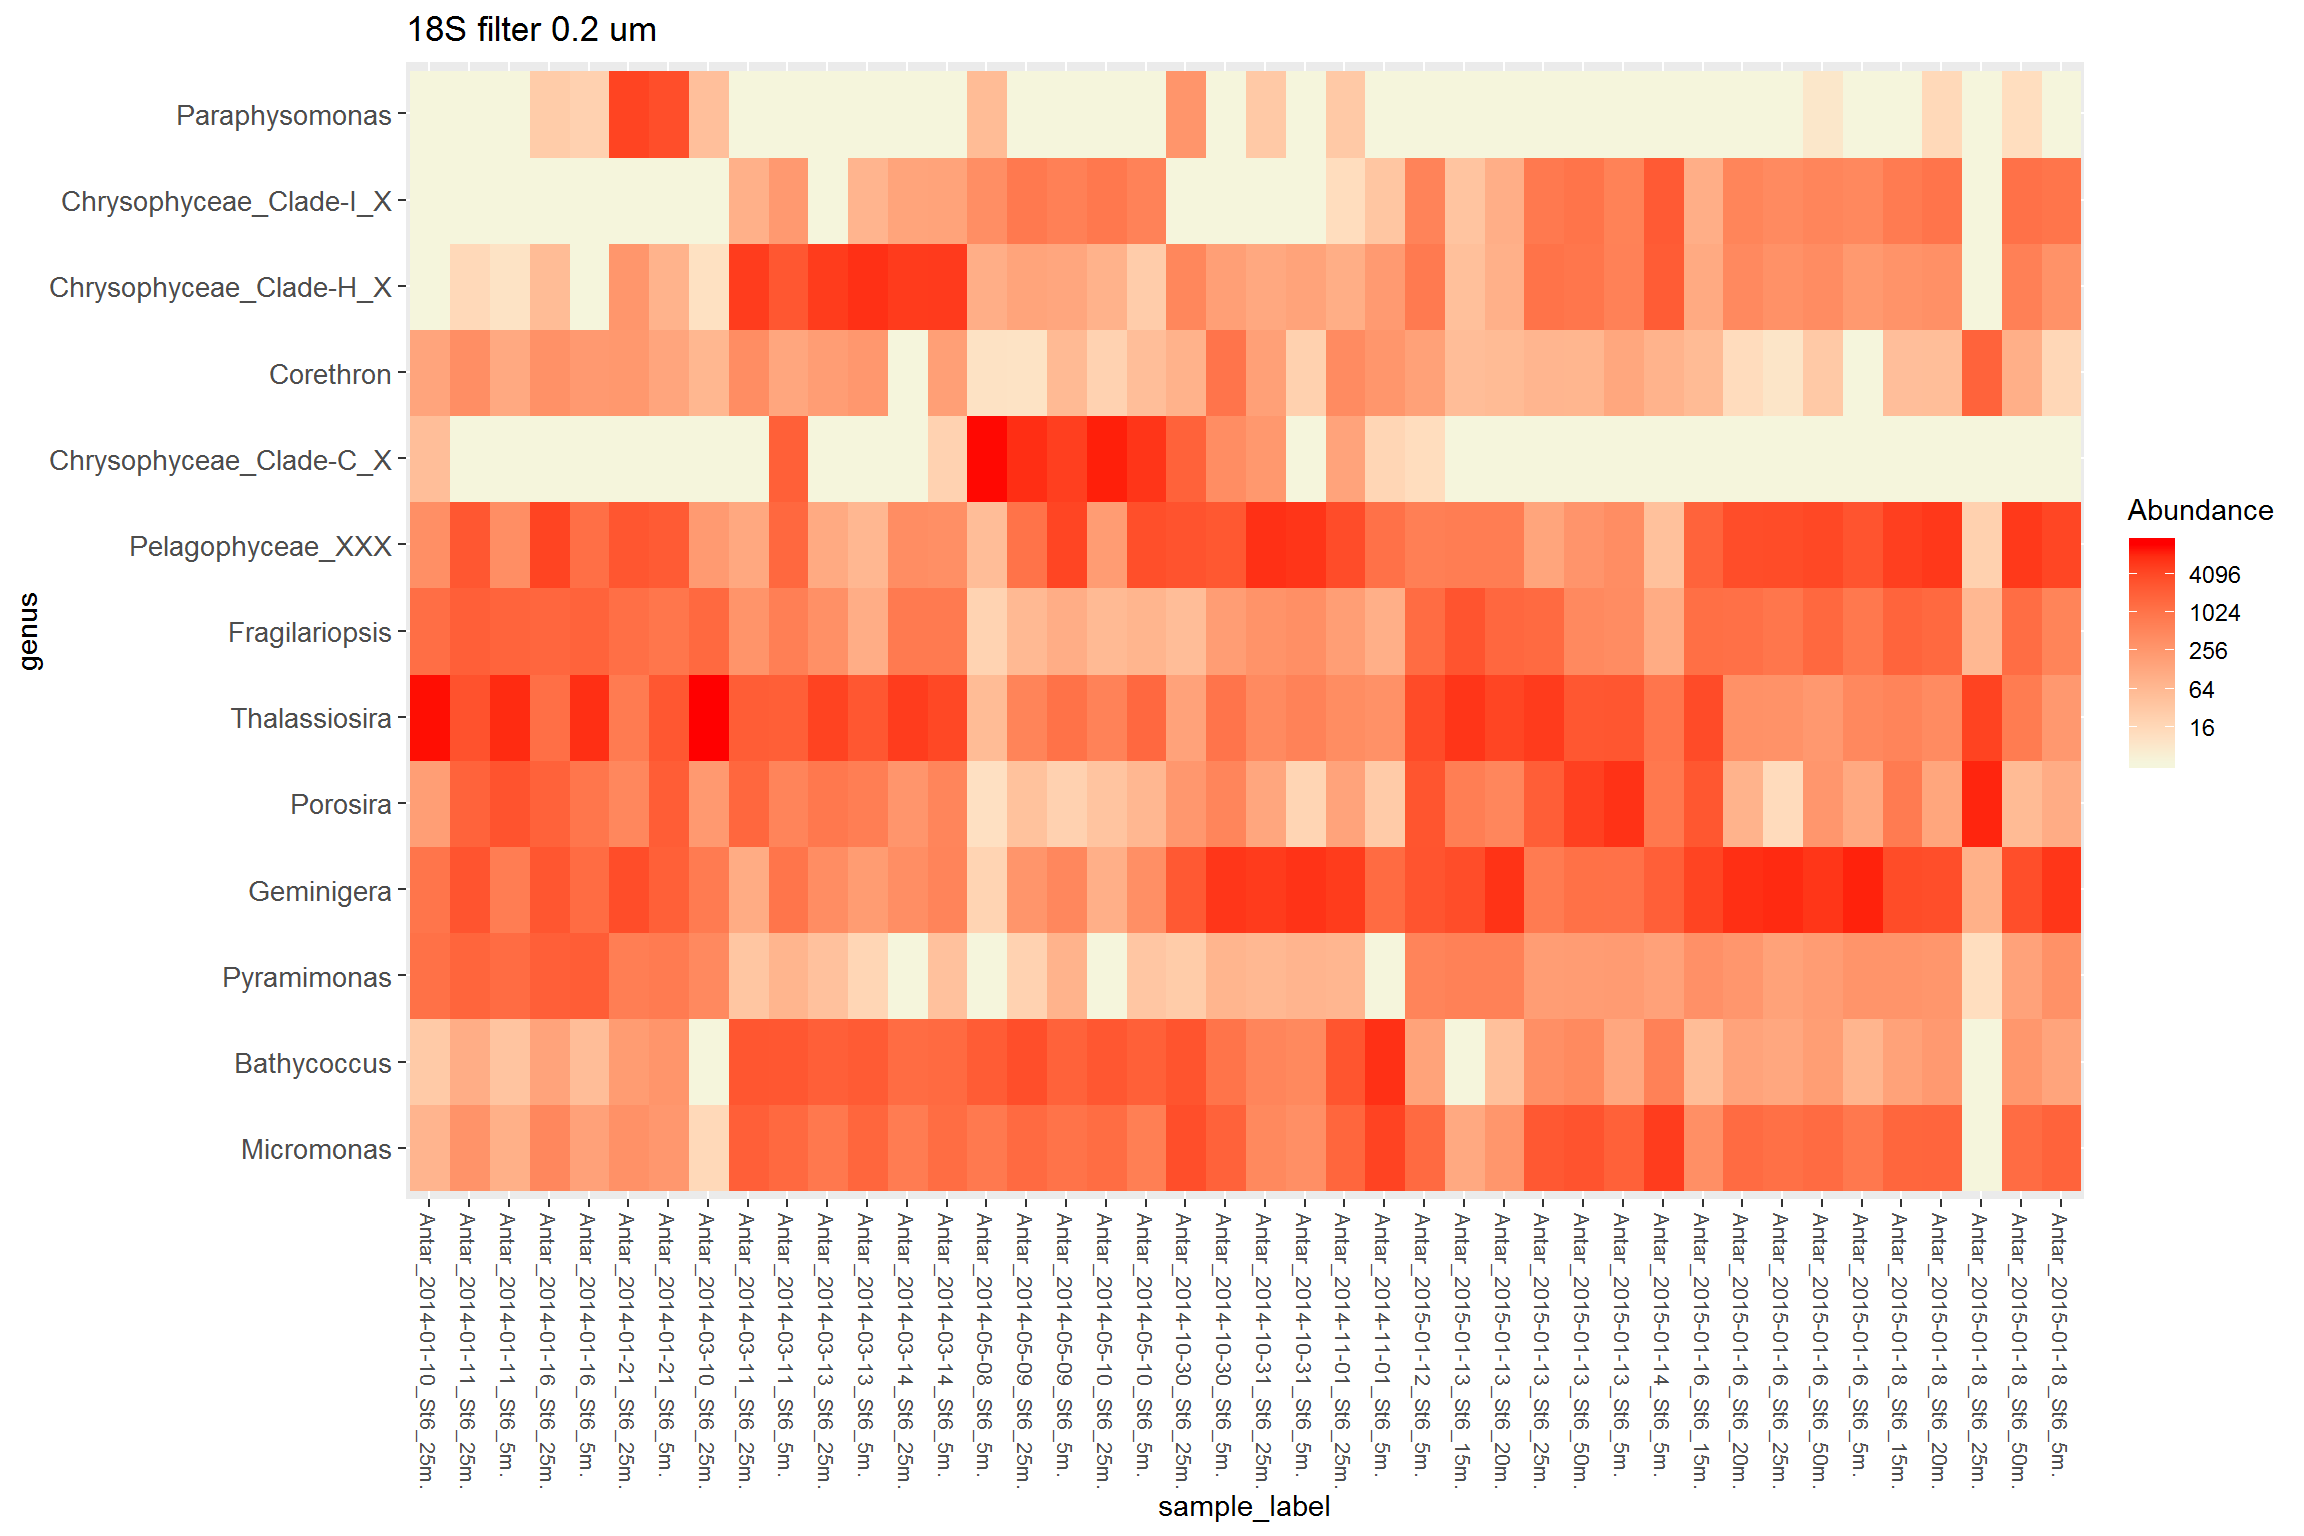 18S filter 0.2 um
Paraphysomonas
Chrysophyceae_Clade-I_X
Chrysophyceae_Clade-H_X
Corethron
Chrysophyceae_Clade-C_X
Pelagophyceae_XXX
Fragilariopsis
Thalassiosira
Porosira
Geminigera
Pyramimonas
Bathycoccus
Micromonas
genus
Antar_2014-01-10_St6_25m.
Antar_2014-01-11_St6_25m.
Antar_2014-01-11_St6_5m.
Antar_2014-01-16_St6_25m.
Antar_2014-01-16_St6_5m.
Antar_2014-01-21_St6_25m.
Antar_2014-01-21_St6_5m.
Antar_2014-03-10_St6_25m.
Antar_2014-03-11_St6_25m.
Antar_2014-03-11_St6_5m.
Antar_2014-03-13_St6_25m.
Antar_2014-03-13_St6_5m.
Antar_2014-03-14_St6_25m.
Antar_2014-03-14_St6_5m.
Antar_2014-05-08_St6_5m.
Antar_2014-05-09_St6_25m.
Antar_2014-05-09_St6_5m.
Antar_2014-05-10_St6_25m.
Antar_2014-05-10_St6_5m.
Antar_2014-10-30_St6_25m.
Antar_2014-10-30_St6_5m.
Antar_2014-10-31_St6_25m.
Antar_2014-10-31_St6_5m.
Antar_2014-11-01_St6_25m.
Antar_2014-11-01_St6_5m.
Antar_2015-01-12_St6_5m.
Antar_2015-01-13_St6_15m.
Antar_2015-01-13_St6_20m.
Antar_2015-01-13_St6_25m.
Antar_2015-01-13_St6_50m.
Antar_2015-01-13_St6_5m.
Antar_2015-01-14_St6_5m.
Antar_2015-01-16_St6_15m.
Antar_2015-01-16_St6_20m.
Antar_2015-01-16_St6_25m.
Antar_2015-01-16_St6_50m.
Antar_2015-01-16_St6_5m.
Antar_2015-01-18_St6_15m.
Antar_2015-01-18_St6_20m.
Antar_2015-01-18_St6_25m.
Antar_2015-01-18_St6_50m.
Antar_2015-01-18_St6_5m.
sample_label
Abundance
4096
1024
256
64
16